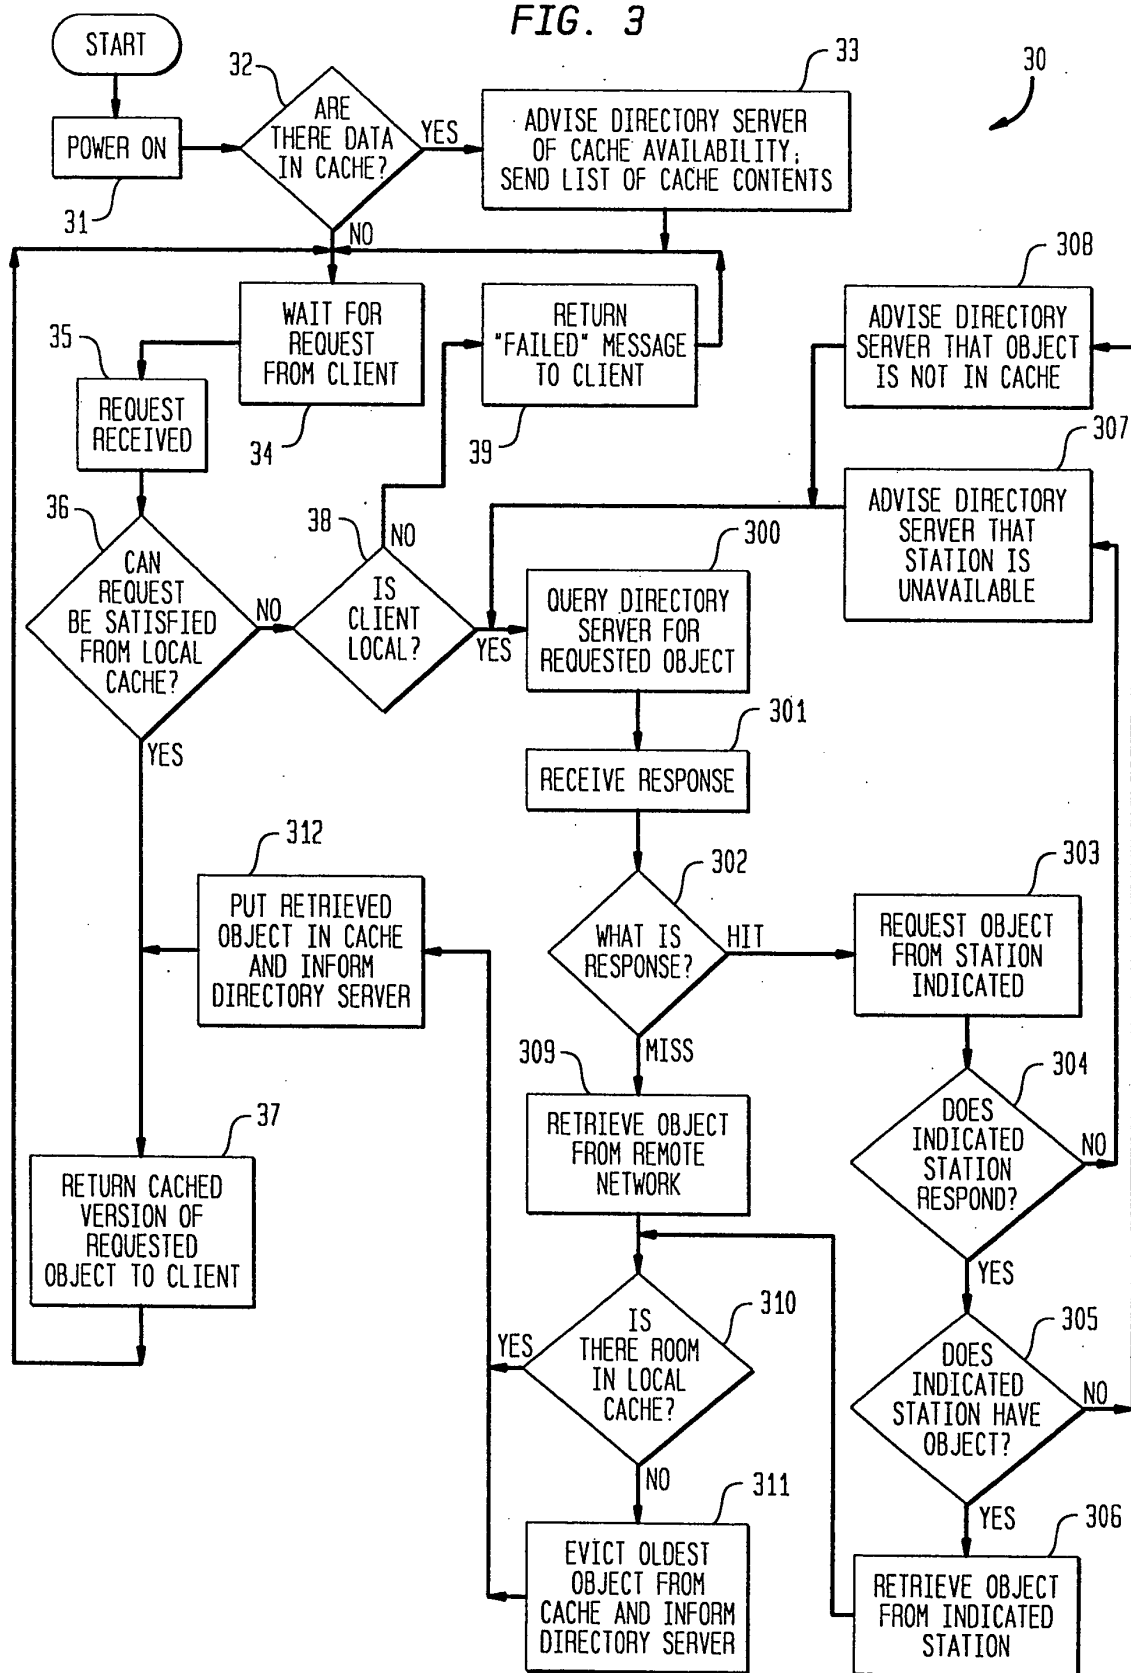 FIG. 3
START
30
32
33
ARE
THERE DATA
IN CACHE?
YES
ADVISE DIRECTORY SERVER
OF CACHE AVAILABILITY;
SEND LIST OF CACHE CONTENTS
POWER ON
31
NO
308
WAIT FOR
REQUEST
FROM CLIENT
34
RETURN
"FAILED" MESSAGE
TO CLIENT
39
ADVISE DIRECTORY
SERVER THAT OBJECT
IS NOT IN CACHE
35
REQUEST
RECEIVED
307
ADVISE DIRECTORY
SERVER THAT
STATION IS
UNAVAILABLE
36
CAN
REQUEST
BE SATISFIED
FROM LOCAL
CACHE?
NO
YES
38
NO
IS
CLIENT
LOCAL?
YES
300
QUERY DIRECTORY
SERVER FOR
REQUESTED OBJECT
301
RECEIVE RESPONSE
312
PUT RETRIEVED
OBJECT IN CACHE
AND INFORM
DIRECTORY SERVER
302
WHAT IS
RESPONSE?
HIT
MISS
303
REQUEST OBJECT
FROM STATION
INDICATED
304
DOES
INDICATED
STATION
RESPOND?
NO
YES
309
RETRIEVE OBJECT
FROM REMOTE
NETWORK
37
RETURN CACHED
VERSION OF
REQUESTED
OBJECT TO CLIENT
310
IS
THERE ROOM
IN LOCAL
CACHE?
YES
NO
305
DOES
INDICATED
STATION HAVE
OBJECT?
NO
YES
311
EVICT OLDEST
OBJECT FROM
CACHE AND INFORM
DIRECTORY SERVER
306
RETRIEVE OBJECT
FROM INDICATED
STATION